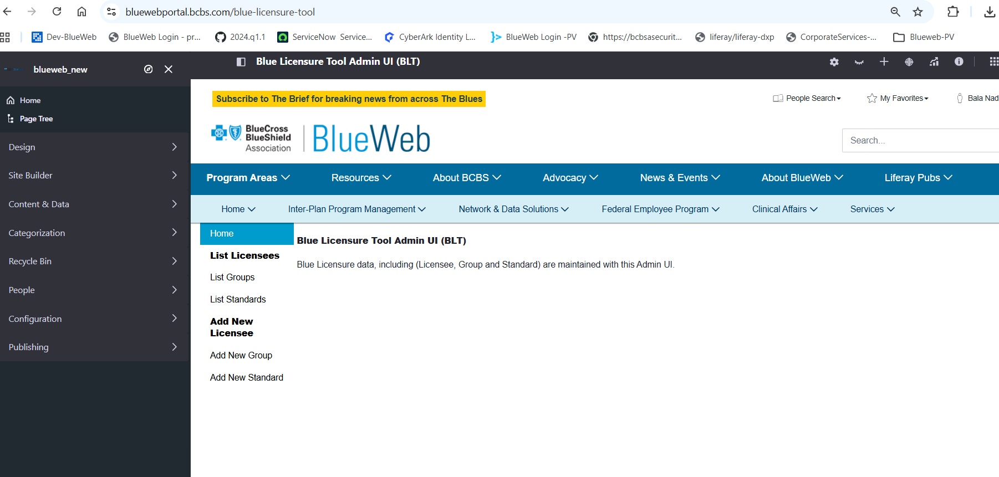 bluewebportal.bcbs.com/blue-licensure-tool
Dev-BlueWeb
BlueWeb Login - pr...
2024.q1.1
ServiceNow Service...
CyberArk Identity L...
BlueWeb Login -PV
https://bcbsasecurit...
liferay/liferay-dxp
CorporateServices-...
Blueweb-PV
blueweb_new
Blue Licensure Tool Admin UI (BLT)
Home
Page Tree
Design
Site Builder
Content & Data
Categorization
Recycle Bin
People
Configuration
Publishing
Subscribe to The Brief for breaking news from across The Blues
People Search
My Favorites
Bala Nad
BlueCross
BlueShield
Association
BlueWeb
Search...
Program Areas
Resources
About BCBS
Advocacy
News & Events
About BlueWeb
Liferay Pubs
Home
Inter-Plan Program Management
Network & Data Solutions
Federal Employee Program
Clinical Affairs
Services
Home
List Licensees
List Groups
List Standards
Add New
Licensee
Add New Group
Add New Standard
Blue Licensure Tool Admin UI (BLT)
Blue Licensure data, including (Licensee, Group and Standard) are maintained with this Admin UI.